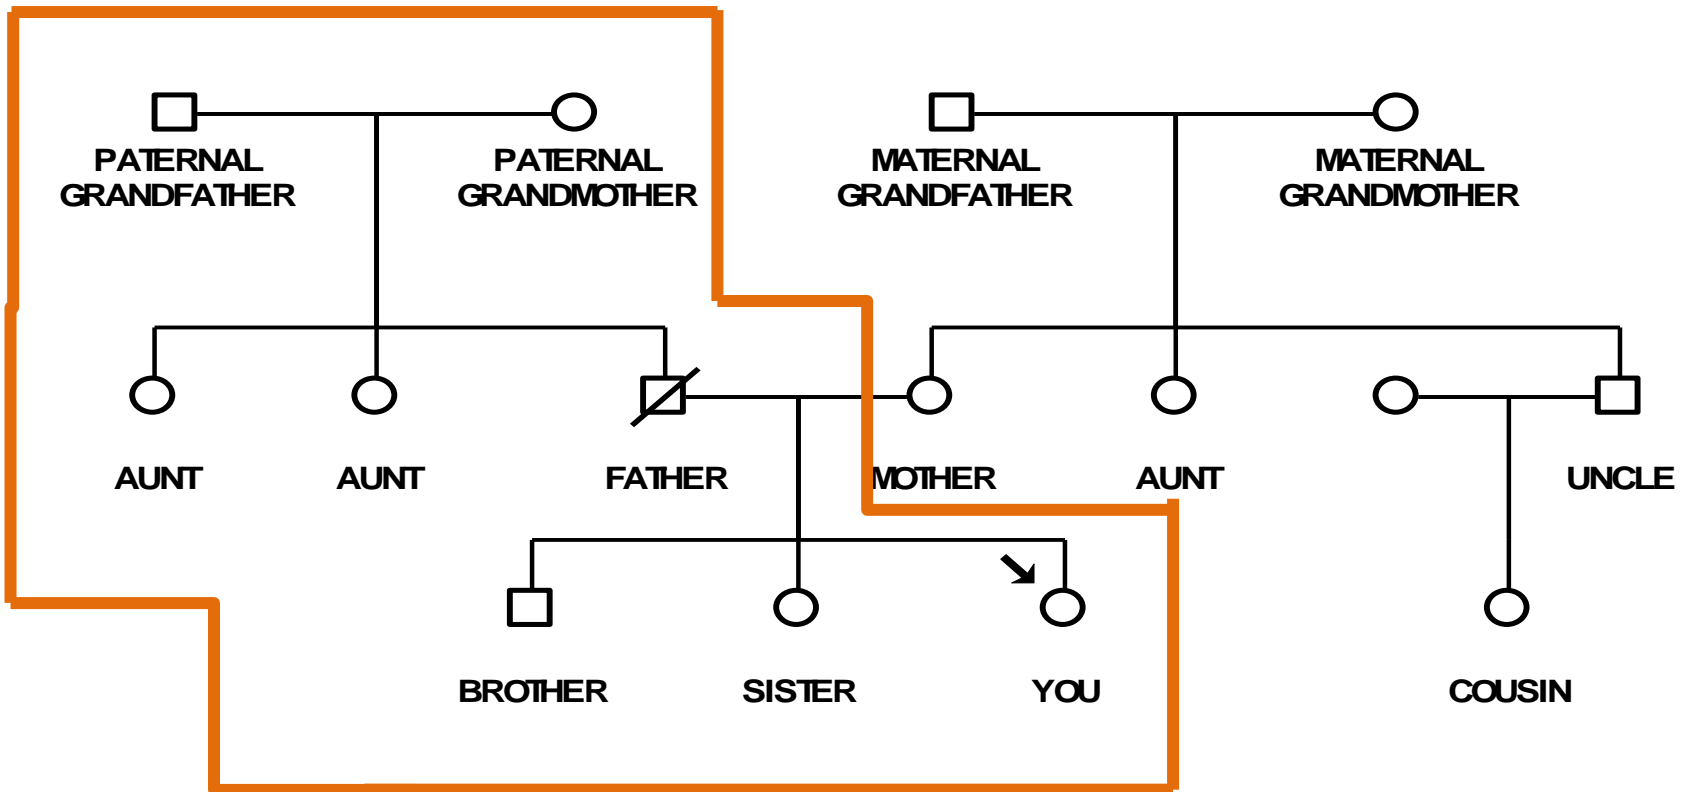 PATERNAL
GRANDFATHER
PATERNAL
GRANDMOTHER
MATERNAL
GRANDFATHER
MATERNAL
GRANDMOTHER
AUNT
AUNT
FATHER
MOTHER
AUNT
UNCLE
BROTHER
SISTER
YOU
COUSIN